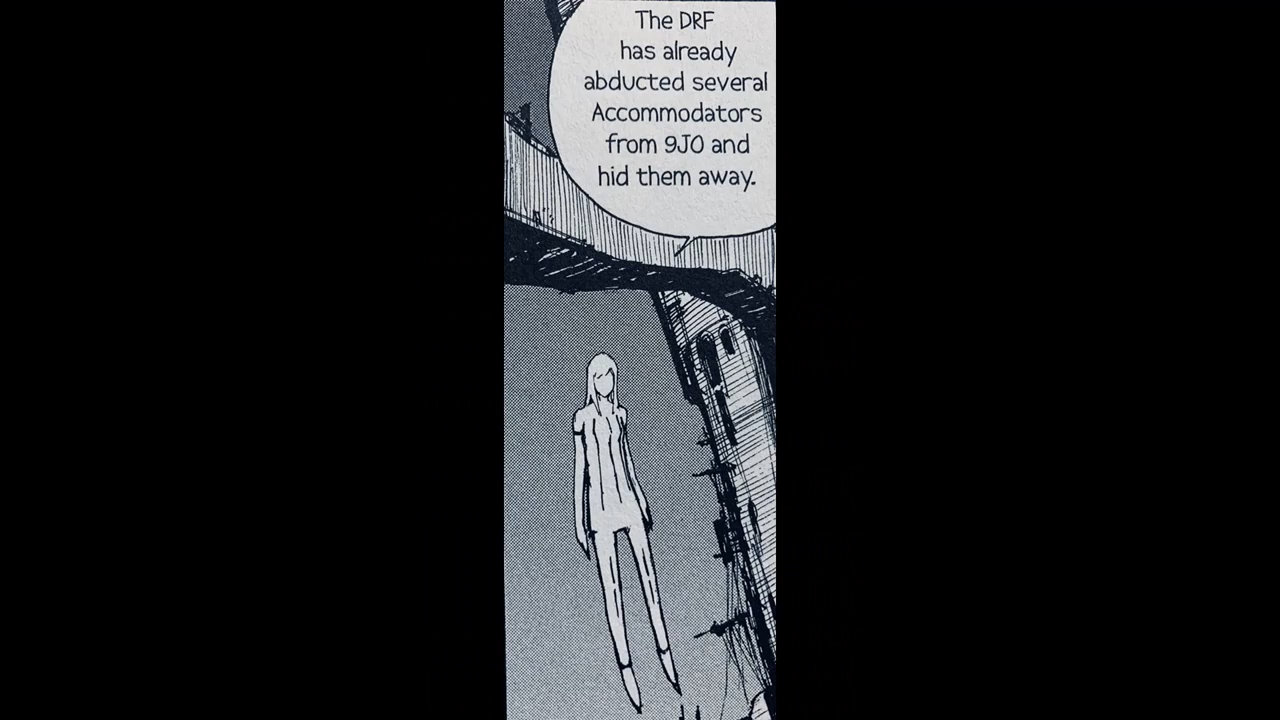 The DRF
has already
abducted several
Accommodators
from 9JO and
hid them away.